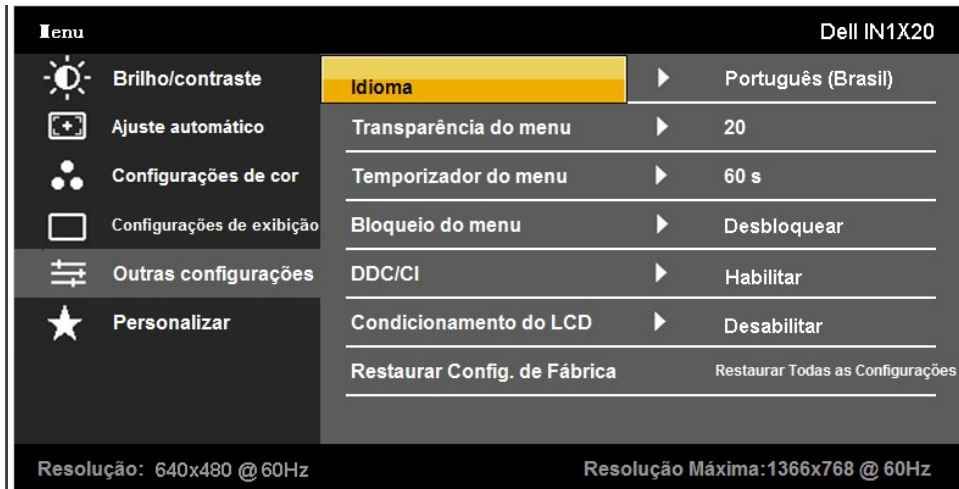 Menu Dell IN1X20
Brilho/contraste Idioma Português (Brasil)
Ajuste automático Transparência do menu 20
Configurações de cor Temporizador do menu 60 s
Configurações de exibição Bloqueio do menu Desbloquear
Outras configurações DDC/CI Habilitar
Personalizar Condicionamento do LCD Desabilitar
Restaurar Config. de Fábrica Restaurar Todas as Configurações
Resolução: 640x480 @ 60Hz Resolução Máxima:1366x768 @ 60Hz